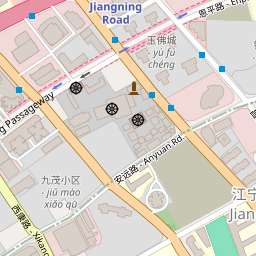 Jiangning
Road
玉佛城
- yù fú
chéng
恩平路 - Enp
g Passageway
安远路 - Anyuan Rd.
九茂小区
- jiǔ mào
xiǎo qū
西康路 - Xikang
江宁
Jian